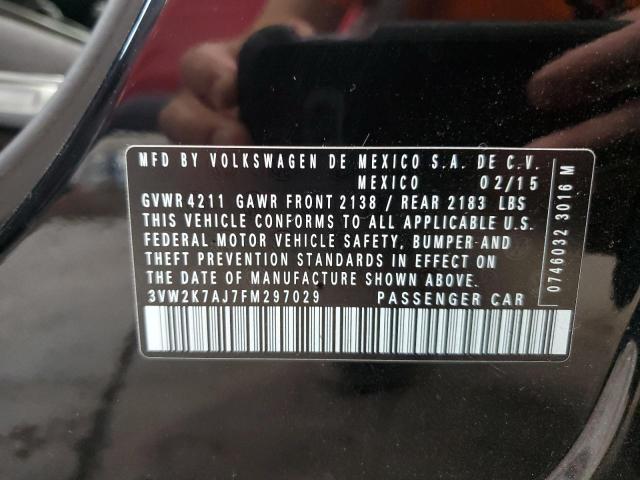 MFD BY VOLKSWAGEN DE MEXICO S.A. DE C.V.
MEXICO 02/15
GVWR 4211 GAWR FRONT 2138 / REAR 2183 LBS
THIS VEHICLE CONFORMS TO ALL APPLICABLE U.S.
FEDERAL MOTOR VEHICLE SAFETY, BUMPER AND
THEFT PREVENTION STANDARDS IN EFFECT ON
THE DATE OF MANUFACTURE SHOWN ABOVE.
3VW2K7AJ7FM297029 PASSENGER CAR
0746032 3016 M